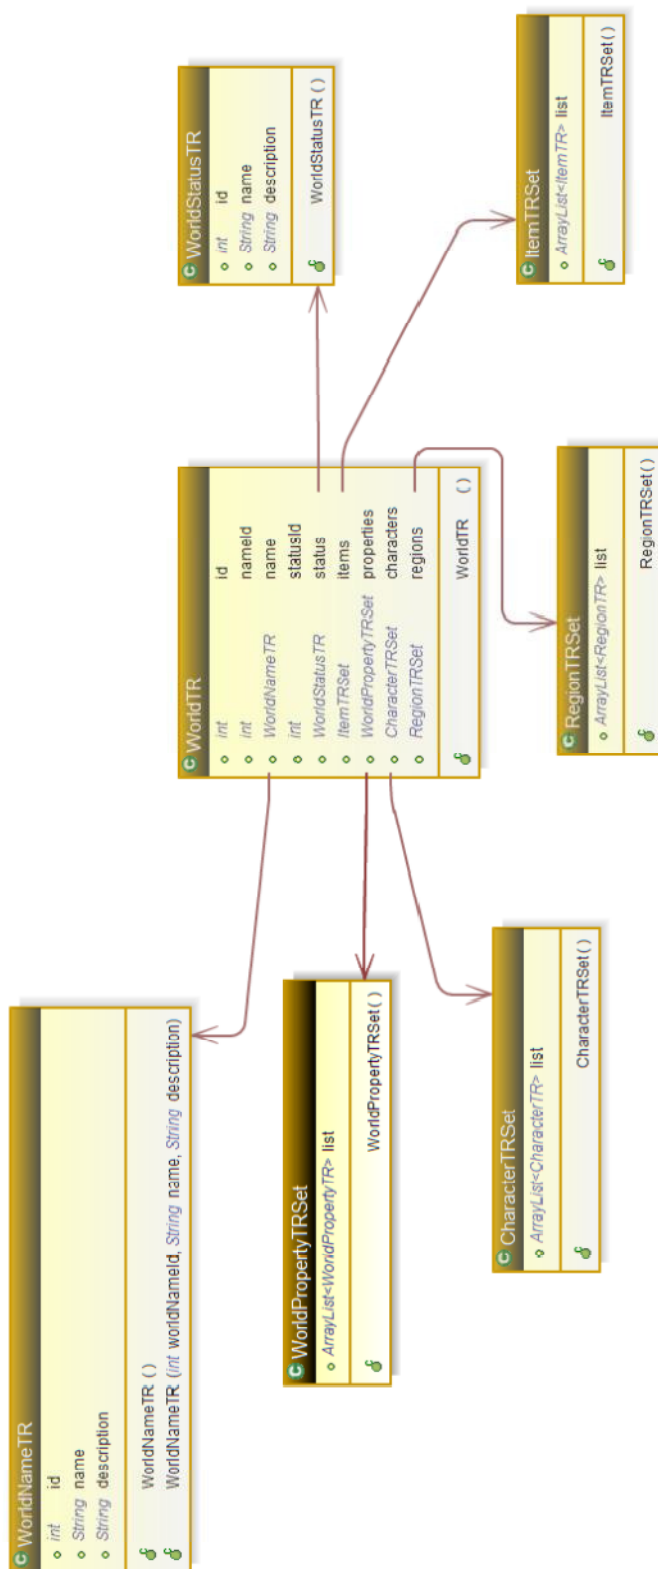 WorldNameTR
int id
String name
String description
WorldNameTR ( )
WorldNameTR (int worldNameId, String name, String description)
WorldPropertyTRSet
ArrayList<WorldPropertyTR> list
WorldPropertyTRSet( )
CharacterTRSet
ArrayList<CharacterTR> list
CharacterTRSet( )
WorldTR
int id
int nameId
WorldNameTR name
int statusId
WorldStatusTR status
ItemTRSet items
WorldPropertyTRSet properties
CharacterTRSet characters
RegionTRSet regions
WorldTR ( )
RegionTRSet
ArrayList<RegionTR> list
RegionTRSet( )
WorldStatusTR
int id
String name
String description
WorldStatusTR ( )
ItemTRSet
ArrayList<ItemTR> list
ItemTRSet( )